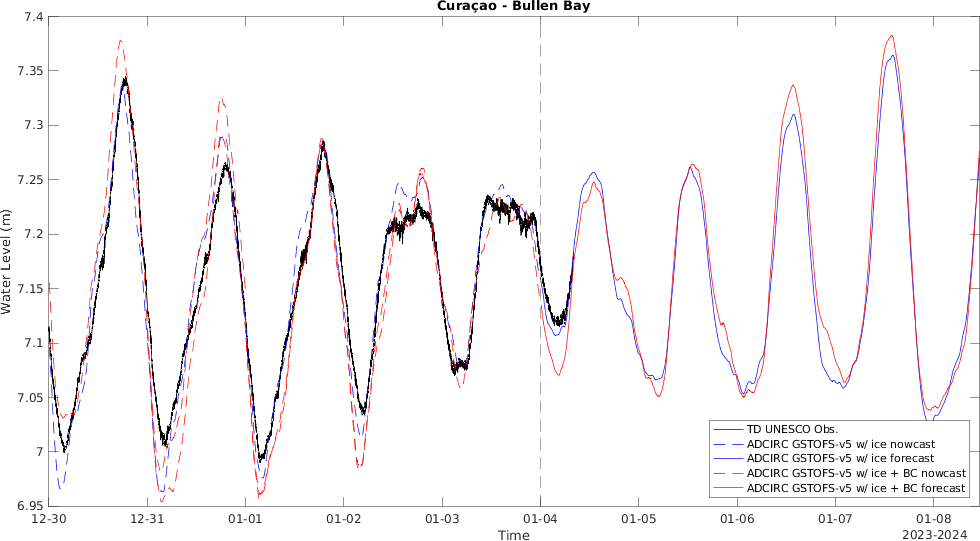 Curaçao - Bullen Bay
7.4
7.35
7.3
7.25
7.2
7.15
7.1
7.05
7
6.95
Water Level (m)
12-30
12-31
01-01
01-02
01-03
01-04
01-05
01-06
01-07
01-08
Time
2023-2024
TD UNESCO Obs.
ADCIRC GSTOFS-v5 w/ ice nowcast
ADCIRC GSTOFS-v5 w/ ice forecast
ADCIRC GSTOFS-v5 w/ ice + BC nowcast
ADCIRC GSTOFS-v5 w/ ice + BC forecast